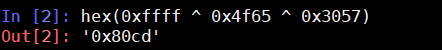 In [2]: hex(0xffff ^ 0x4f65 ^ 0x3057)
Out[2]: '0x80cd'